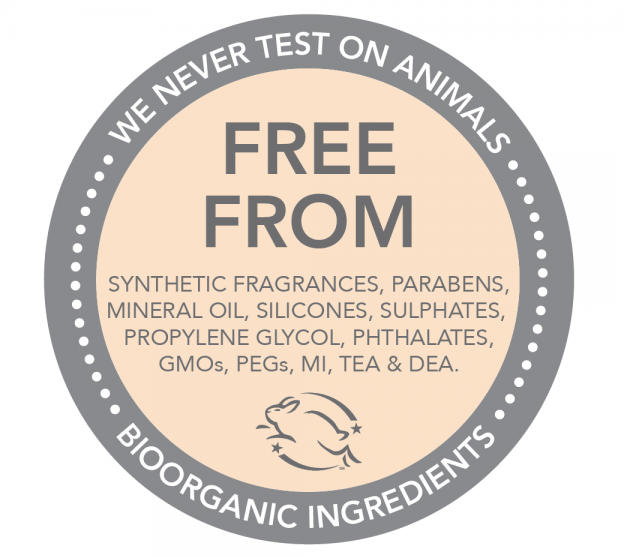 WE NEVER TEST ON ANIMALS
FREE
FROM
SYNTHETIC FRAGRANCES, PARABENS,
MINERAL OIL, SILICONES, SULPHATES,
PROPYLENE GLYCOL, PHTHALATES,
GMOs, PEGs, MI, TEA & DEA.
BIOORGANIC INGREDIENTS